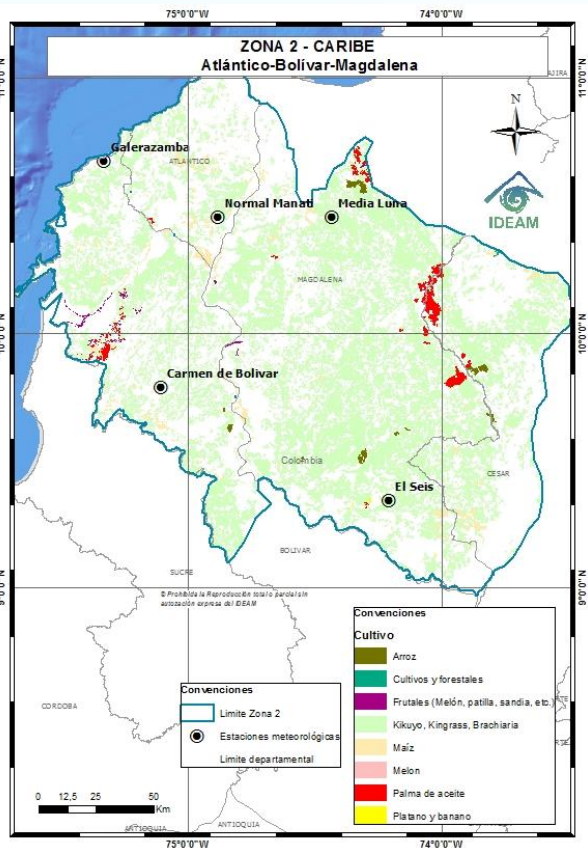 75°0'0"W 74°0'0"W
ZONA 2 - CARIBE
Atlántico-Bolívar-Magdalena
11°0'0"N 11°0'0"N
AJIRA
N
Galerazamba
ATLANTICO
IDEAM
Normal Manati Media Luna
MAGDALENA
10°0'0"N 10°0'0"N
Carmen de Bolivar
Colombia
CESAR
El Seis
BOLIVAR
SUCRE
9°0'0"N 9°0'0"N
© Prohibida la Reproducción total o parcial sin
autozación expresa del IDEAM
Convenciones
Cultivo
Arroz
Cultivos y forestales
Frutales (Melón, patilla, sandia, etc.)
Kikuyo, Kingrass, Brachiaria
Maíz
Melon
Palma de aceite
Platano y banano
CORDOBA
Convenciones
Limite Zona 2
Estaciones meteorológicas
Limite departamental
0 12,5 25 50
Km
ANTIOQUIA ANTIOQUIA
75°0'0"W 74°0'0"W